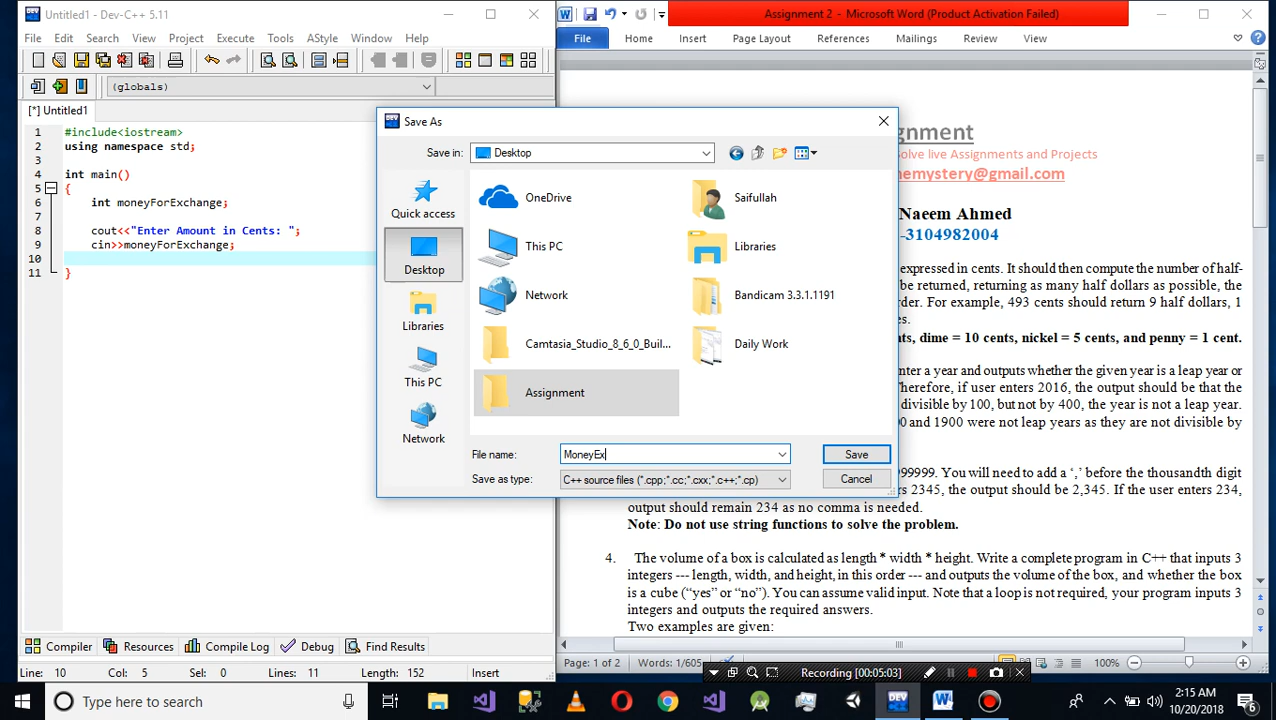 Untitled1 - Dev-C++ 5.11
File Edit Search View Project Execute Tools AStyle Window Help
(globals)
[*] Untitled1
1 #include<iostream>
2 using namespace std;
3
4 int main()
5 {
6 int moneyForExchange;
7
8 cout<<"Enter Amount in Cents: ";
9 cin>>moneyForExchange;
10
11 }
Compiler Resources Compile Log Debug Find Results
Line: 10 Col: 5 Sel: 0 Lines: 11 Length: 152 Insert
Save As
Save in: Desktop
Quick access
Desktop
Libraries
This PC
Network
OneDrive
Saifullah
This PC
Libraries
Network
Bandicam 3.3.1.1191
Camtasia_Studio_8_6_0_Buil...
Daily Work
Assignment
File name: MoneyEx
Save
Save as type: C++ source files (*.cpp;*.cc;*.cxx;*.c++;*.cp)
Cancel
Assignment 2 - Microsoft Word (Product Activation Failed)
File Home Insert Page Layout References Mailings Review View
gnment
Solve live Assignments and Projects
nemystery@gmail.com
Naeem Ahmed
-3104982004
expressed in cents. It should then compute the number of half-
be returned, returning as many half dollars as possible, the
rder. For example, 493 cents should return 9 half dollars, 1
es.
nts, dime = 10 cents, nickel = 5 cents, and penny = 1 cent.
enter a year and outputs whether the given year is a leap year or
Therefore, if user enters 2016, the output should be that the
divisible by 100, but not by 400, the year is not a leap year.
00 and 1900 were not leap years as they are not divisible by
999999. You will need to add a ‘,’ before the thousandth digit
ers 2345, the output should be 2,345. If the user enters 234,
output should remain 234 as no comma is needed.
Note: Do not use string functions to solve the problem.
4. The volume of a box is calculated as length * width * height. Write a complete program in C++ that inputs 3
integers --- length, width, and height, in this order --- and outputs the volume of the box, and whether the box
is a cube (“yes” or “no”). You can assume valid input. Note that a loop is not required, your program inputs 3
integers and outputs the required answers.
Two examples are given:
Page: 1 of 2 Words: 1/605 100%
Recording [00:05:03]
Type here to search
2:15 AM
10/20/2018
6